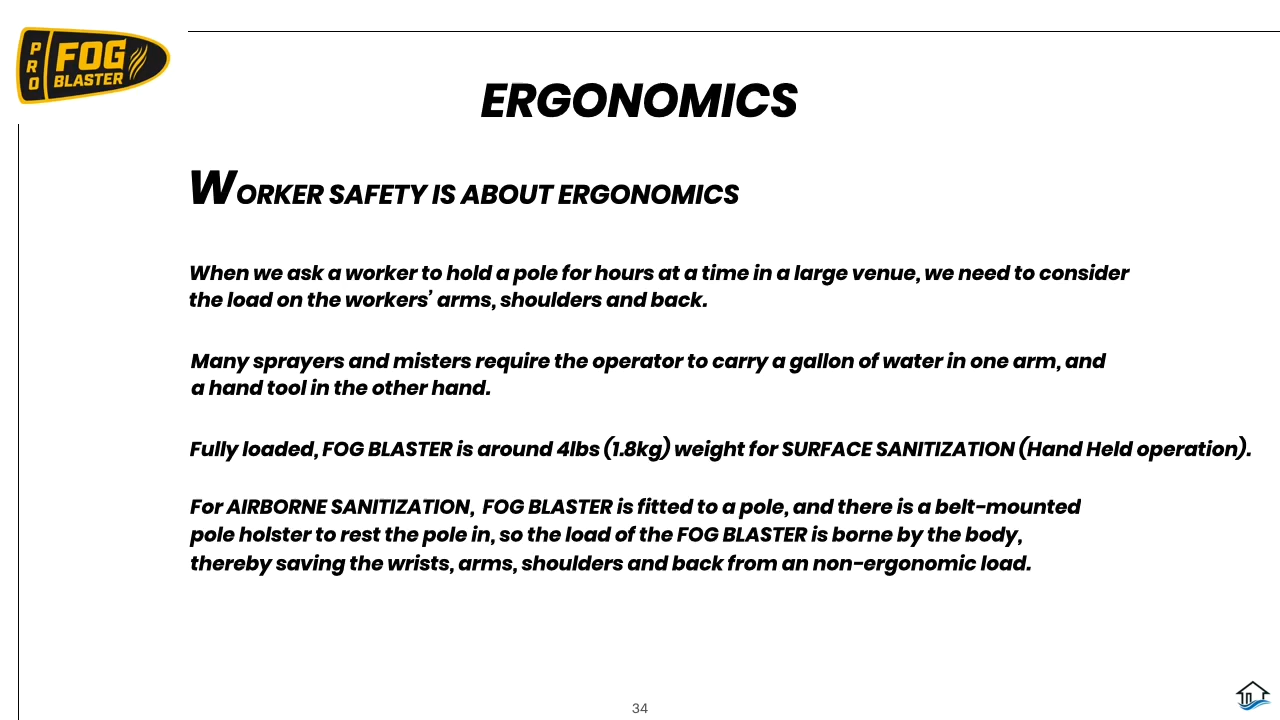 PRO
FOG
BLASTER
ERGONOMICS
WORKER SAFETY IS ABOUT ERGONOMICS
When we ask a worker to hold a pole for hours at a time in a large venue, we need to consider
the load on the workers’ arms, shoulders and back.
Many sprayers and misters require the operator to carry a gallon of water in one arm, and
a hand tool in the other hand.
Fully loaded, FOG BLASTER is around 4lbs (1.8kg) weight for SURFACE SANITIZATION (Hand Held operation).
For AIRBORNE SANITIZATION,  FOG BLASTER is fitted to a pole, and there is a belt-mounted
pole holster to rest the pole in, so the load of the FOG BLASTER is borne by the body,
thereby saving the wrists, arms, shoulders and back from an non-ergonomic load.
34